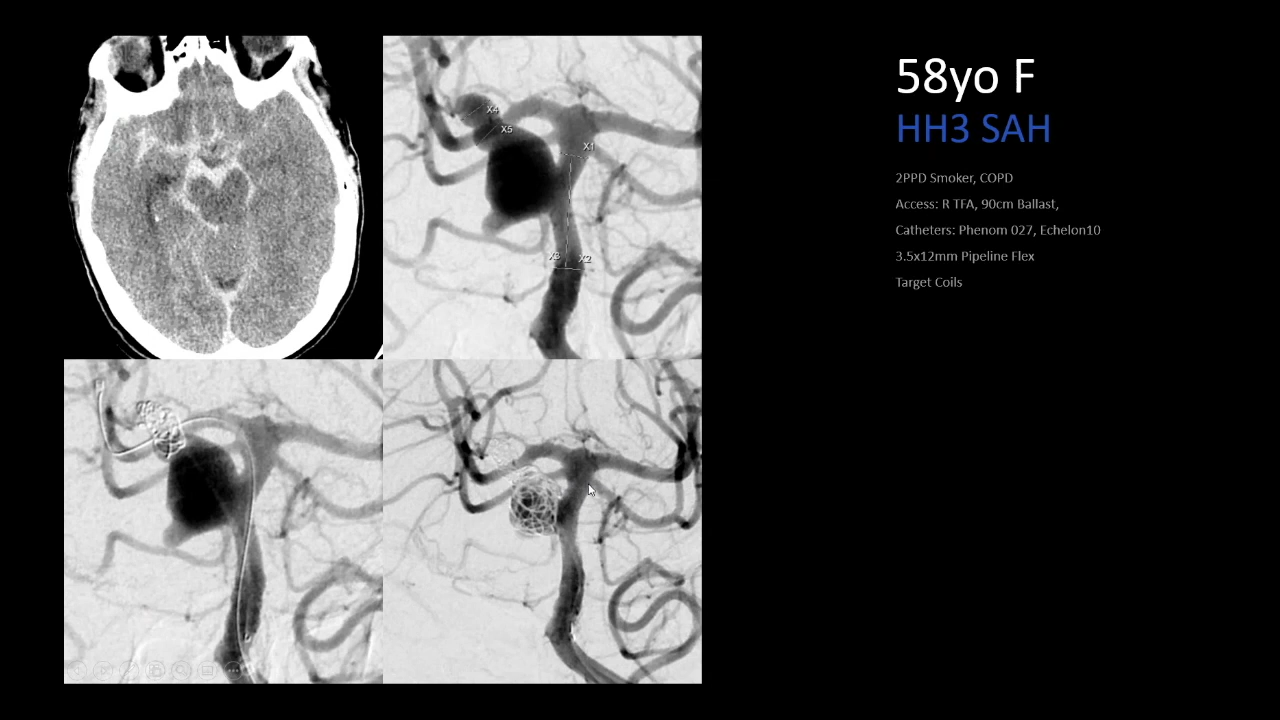 58yo F
HH3 SAH
2PPD Smoker, COPD
Access: R TFA, 90cm Ballast,
Catheters: Phenom 027, Echelon10
3.5x12mm Pipeline Flex
Target Coils
X4
X5
X1
X3
X2